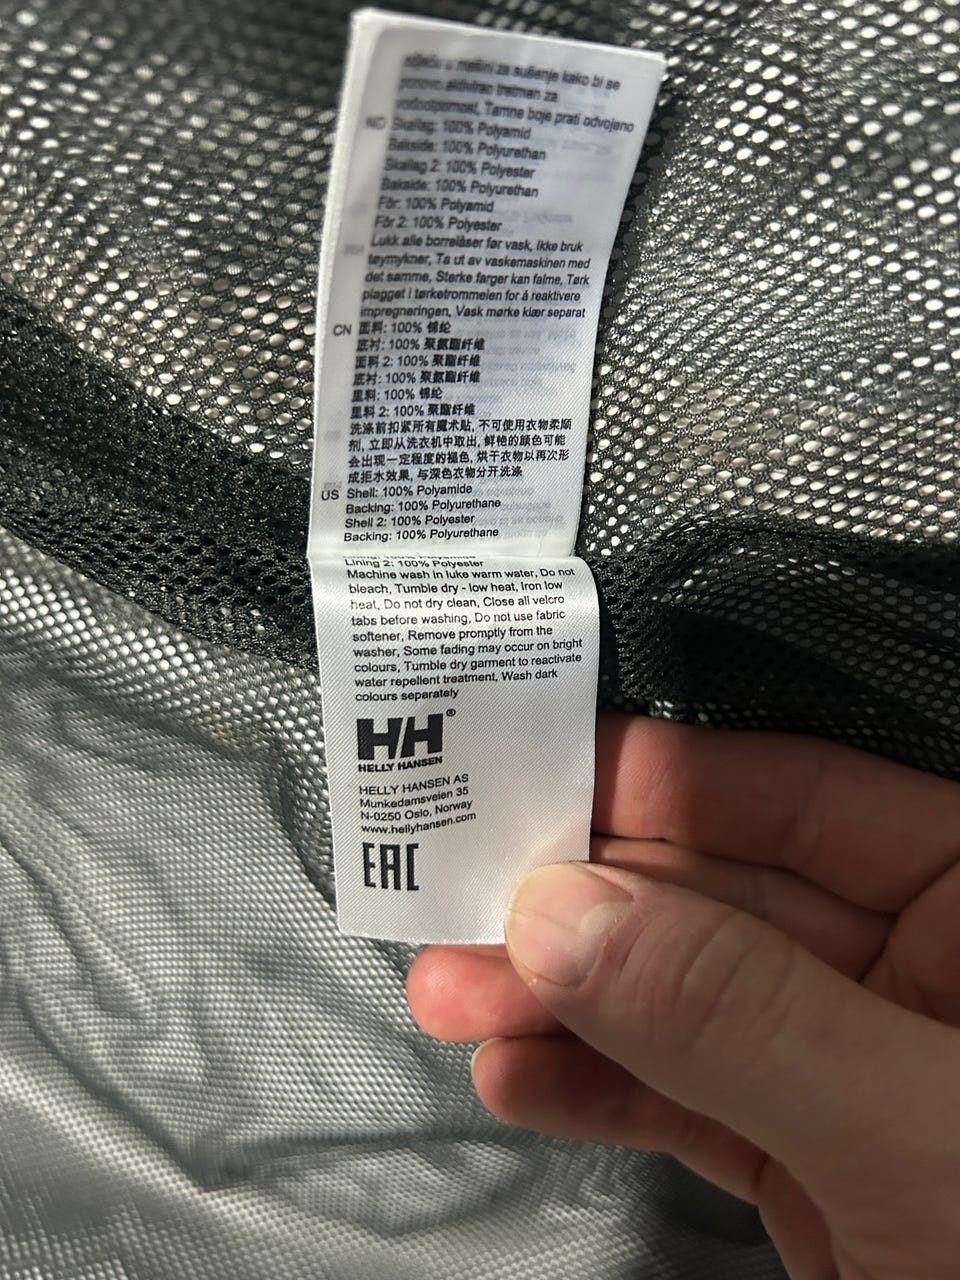 odjeću u mašini za sušenje kako bi se
ponovo aktivirao tretman za
vodootpornost, Tamne boje prati odvojeno
NO Skallag: 100% Polyamid
Bakside: 100% Polyurethan
Skallag 2: 100% Polyester
Bakside: 100% Polyurethan
Fôr: 100% Polyamid
Fôr 2: 100% Polyester
Lukk alle borrelåser før vask, Ikke bruk
tøymykner, Ta ut av vaskemaskinen med
det samme, Sterke farger kan falme, Tørk
plagget i tørketrommelen for å reaktivere
impregneringen, Vask mørke klær separat
CN 面料: 100% 锦纶
底衬: 100% 聚氨酯纤维
面料 2: 100% 聚酯纤维
底衬: 100% 聚氨酯纤维
里料: 100% 锦纶
里料 2: 100% 聚酯纤维
洗涤前扣紧所有魔术贴, 不可使用衣物柔顺
剂, 立即从洗衣机中取出, 鲜艳的颜色可能
会出现一定程度的褪色, 烘干衣物以再次形
成拒水效果, 与深色衣物分开洗涤
US Shell: 100% Polyamide
Backing: 100% Polyurethane
Shell 2: 100% Polyester
Backing: 100% Polyurethane
Lining: 100% Polyamide
Lining 2: 100% Polyester
Machine wash in luke warm water, Do not
bleach, Tumble dry - low heat, Iron low
heat, Do not dry clean, Close all velcro
tabs before washing, Do not use fabric
softener, Remove promptly from the
washer, Some fading may occur on bright
colours, Tumble dry garment to reactivate
water repellent treatment, Wash dark
colours separately
HH®
HELLY HANSEN
HELLY HANSEN AS
Munkedamsveien 35
N-0250 Oslo, Norway
www.hellyhansen.com
EAC